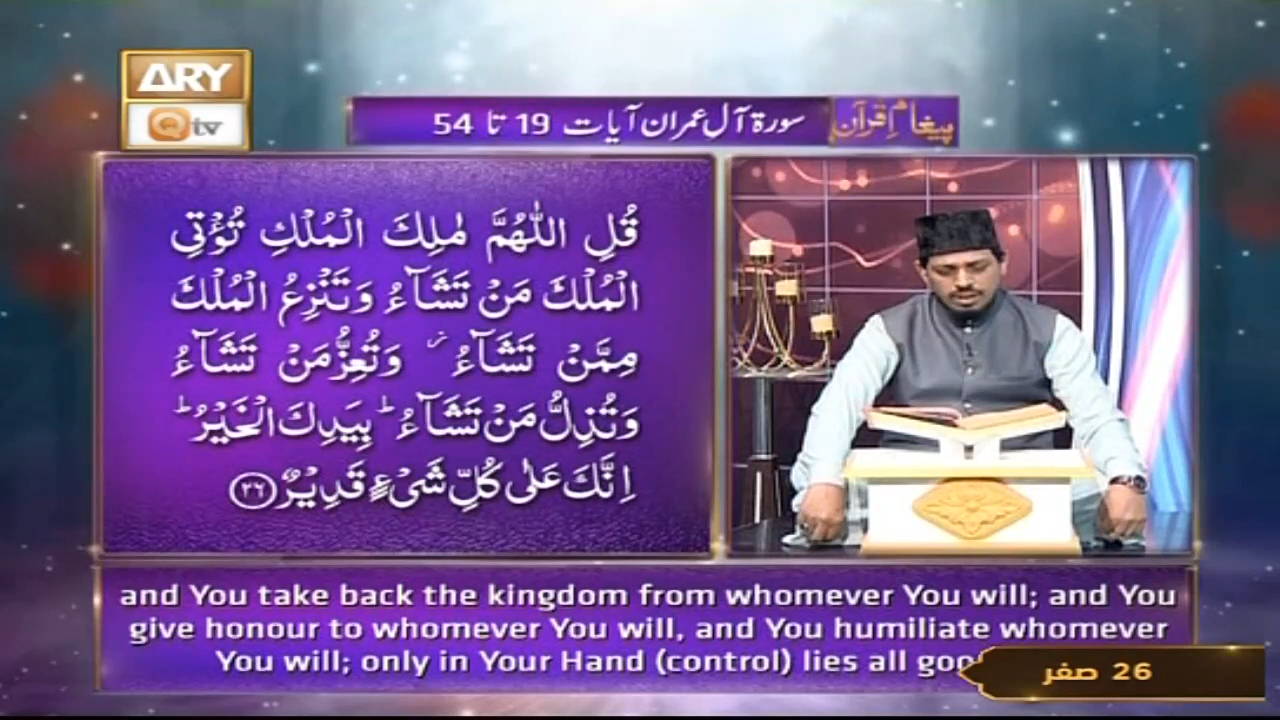 ARY
Qtv
پیغامِ قرآن
سورۃ آل عمران آیات 19 تا 54
قُلِ اللّٰهُمَّ مٰلِكَ الْمُلْكِ تُؤْتِی
الْمُلْكَ مَنْ تَشَآءُ وَتَنْزِعُ الْمُلْكَ
مِمَّنْ تَشَآءُ ؗ وَتُعِزُّ مَنْ تَشَآءُ
وَتُذِلُّ مَنْ تَشَآءُ ؕ بِیَدِكَ الْخَیْرُ ؕ
اِنَّكَ عَلٰی كُلِّ شَیْءٍ قَدِیْرٌ ﴿۲۶﴾
and You take back the kingdom from whomever You will; and You
give honour to whomever You will, and You humiliate whomever
You will; only in Your Hand (control) lies all
26 صفر